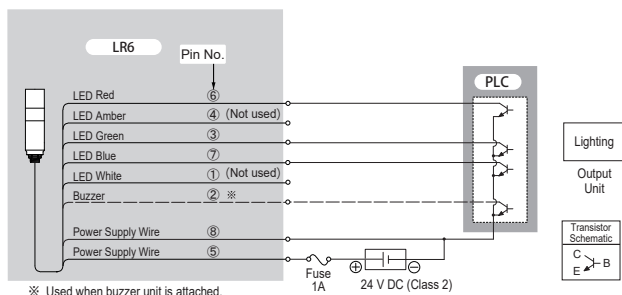 LR6
Pin No.
PLC
LED Red ⑥
LED Amber ④ (Not used)
LED Green ③
LED Blue ⑦
LED White ① (Not used)
Buzzer ② ※
Power Supply Wire ⑧
Power Supply Wire ⑤
Fuse
1A
⊕ ⊖
24 V DC (Class 2)
※ Used when buzzer unit is attached.
Lighting
Output
Unit
Transistor
Schematic
C
B
E